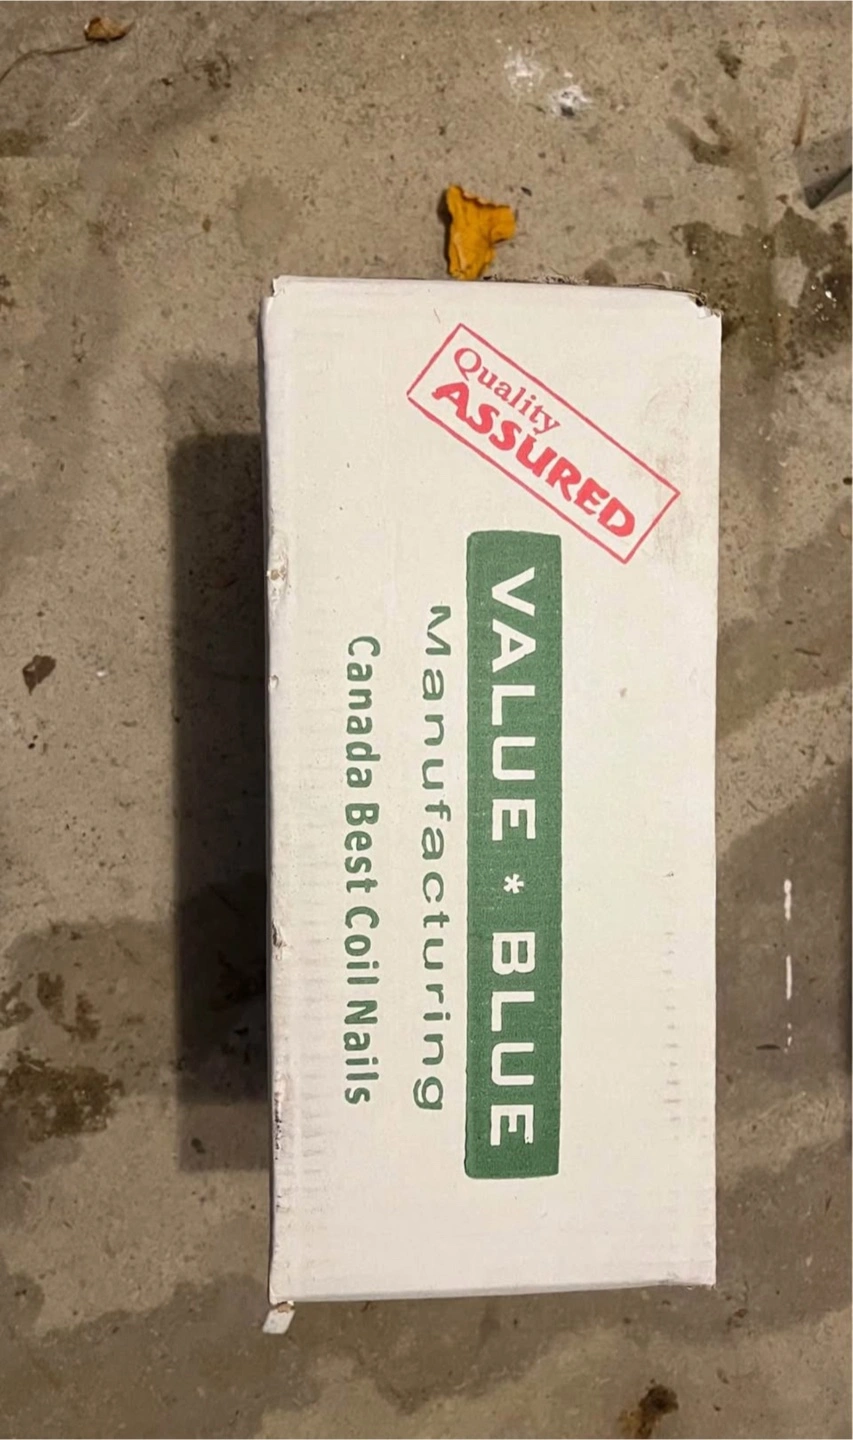 Quality
ASSURED
VALUE * BLUE
Manufacturing
Canada Best Coil Nails